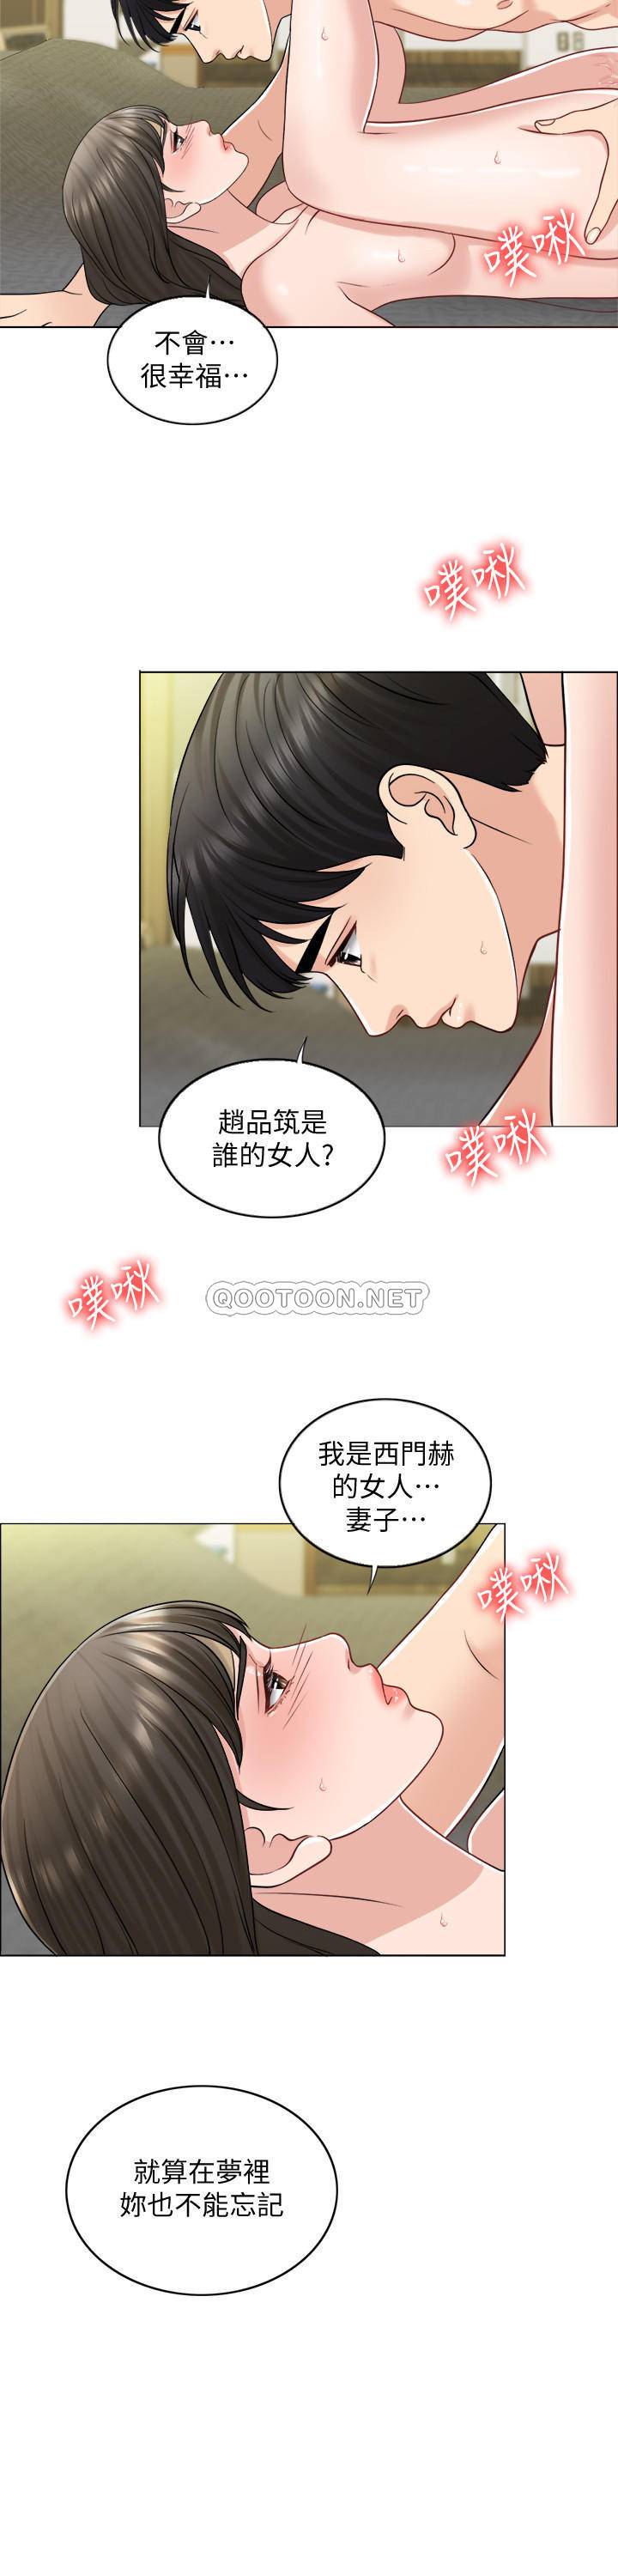 噗啾
不會…
很幸福…
噗啾
趙品筑是
誰的女人?
噗啾
噗啾
QOOTOON.NET
我是西門赫
的女人…
妻子…
噗啾
就算在夢裡
妳也不能忘記